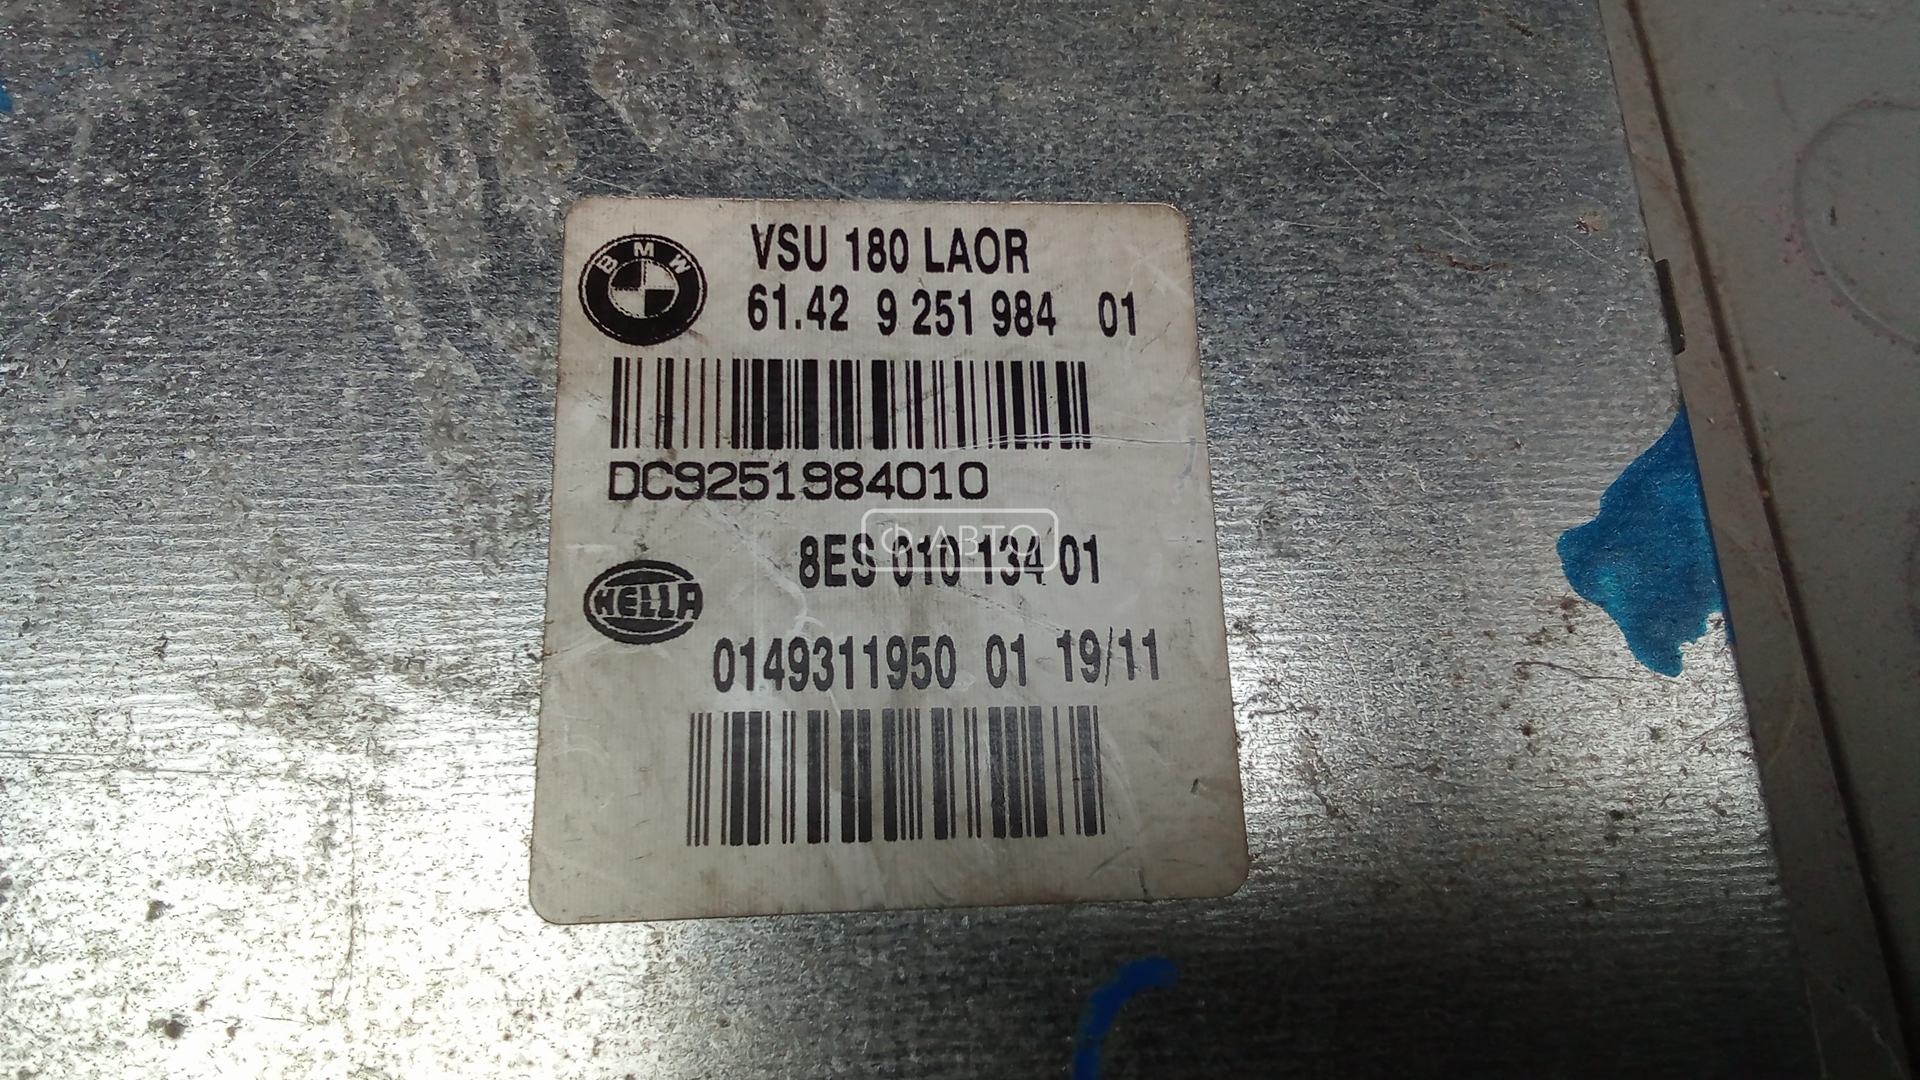 BMW
VSU 180 LAOR
61.42 9 251 984 01
DC9251984010
8ES 010 134 01
HELLA
0149311950 01 19/11
Ф АВТО